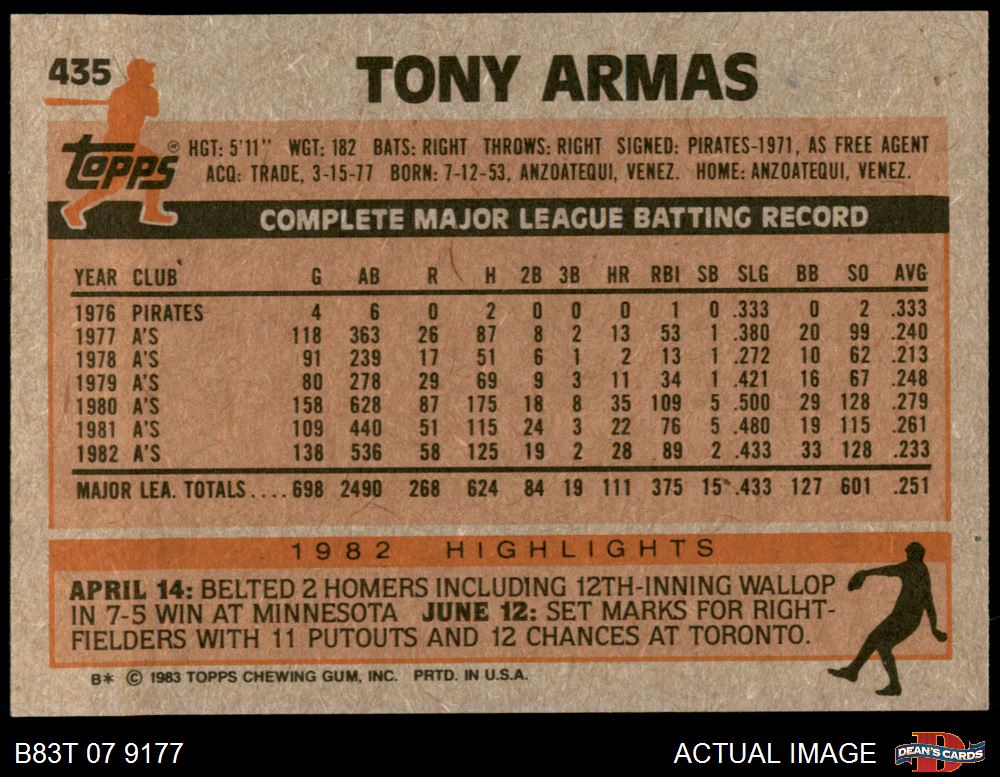 435
TONY ARMAS
Topps® HGT: 5'11" WGT: 182 BATS: RIGHT THROWS: RIGHT SIGNED: PIRATES-1971, AS FREE AGENT
ACQ: TRADE, 3-15-77 BORN: 7-12-53, ANZOATEQUI, VENEZ. HOME: ANZOATEQUI, VENEZ.
COMPLETE MAJOR LEAGUE BATTING RECORD
YEAR CLUB G AB R H 2B 3B HR RBI SB SLG BB SO AVG
1976 PIRATES 4 6 0 2 0 0 0 1 0 .333 0 2 .333
1977 A'S 118 363 26 87 8 2 13 53 1 .380 20 99 .240
1978 A'S 91 239 17 51 6 1 2 13 1 .272 10 62 .213
1979 A'S 80 278 29 69 9 3 11 34 1 .421 16 67 .248
1980 A'S 158 628 87 175 18 8 35 109 5 .500 29 128 .279
1981 A'S 109 440 51 115 24 3 22 76 5 .480 19 115 .261
1982 A'S 138 536 58 125 19 2 28 89 2 .433 33 128 .233
MAJOR LEA. TOTALS .... 698 2490 268 624 84 19 111 375 15 .433 127 601 .251
1982 HIGHLIGHTS
APRIL 14: BELTED 2 HOMERS INCLUDING 12TH-INNING WALLOP
IN 7-5 WIN AT MINNESOTA JUNE 12: SET MARKS FOR RIGHT-
FIELDERS WITH 11 PUTOUTS AND 12 CHANCES AT TORONTO.
B* © 1983 TOPPS CHEWING GUM, INC. PRTD. IN U.S.A.
B83T 07 9177
ACTUAL IMAGE
D
DEAN'S CARDS